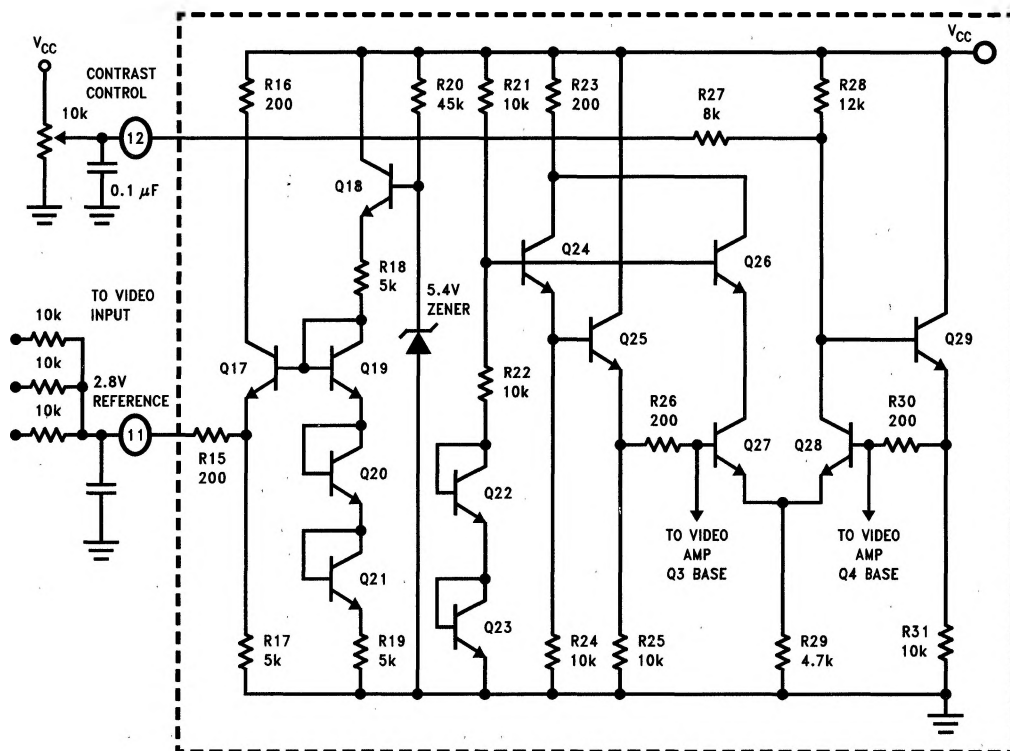 VCC
CONTRAST
CONTROL
10k
12
0.1 μF
TO VIDEO
INPUT
10k
10k
10k
2.8V
REFERENCE
11
R15
200
R16
200
Q17
R17
5k
Q18
R18
5k
Q19
Q20
Q21
R19
5k
R20
45k
5.4V
ZENER
R21
10k
R22
10k
Q22
Q23
R23
200
Q24
R24
10k
Q25
R25
10k
Q26
R26
200
Q27
TO VIDEO
AMP
Q3 BASE
R27
8k
R28
12k
Q28
R29
4.7k
TO VIDEO
AMP
Q4 BASE
R30
200
Q29
R31
10k
VCC